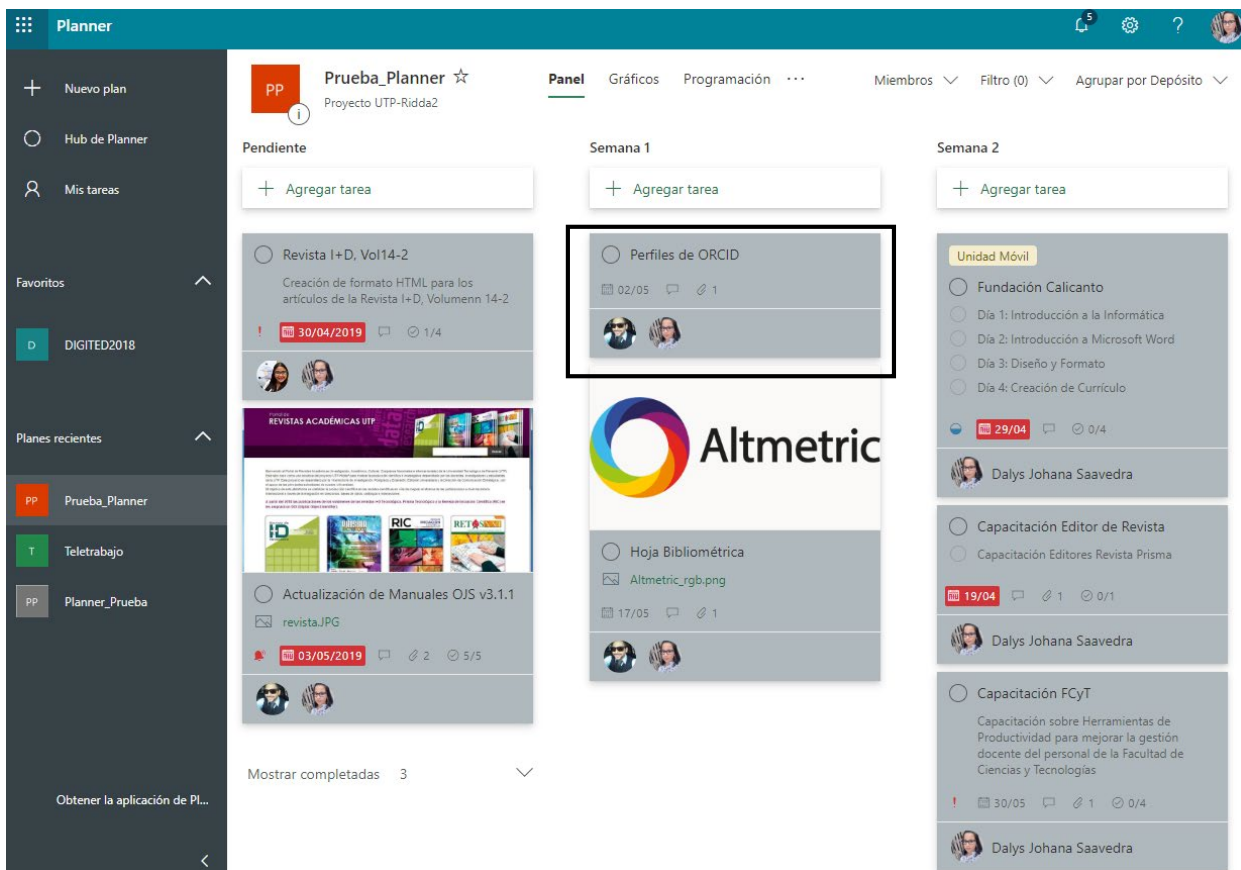 Planner
5
?
Nuevo plan
Hub de Planner
Mis tareas
Favoritos
D DIGITED2018
Planes recientes
PP Prueba_Planner
T Teletrabajo
PP Planner_Prueba
Obtener la aplicación de Pl...
PP
Prueba_Planner
Proyecto UTP-Ridda2
Panel Gráficos Programación ...
Miembros Filtro (0) Agrupar por Depósito
Pendiente
+ Agregar tarea
Revista I+D, Vol14-2
Creación de formato HTML para los
artículos de la Revista I+D, Volumenn 14-2
! 30/04/2019 1/4
REVISTAS ACADÉMICAS UTP
RIC
Actualización de Manuales OJS v3.1.1
revista.JPG
03/05/2019 2 5/5
Mostrar completadas 3
Semana 1
+ Agregar tarea
Perfiles de ORCID
02/05 1
Altmetric
Hoja Bibliométrica
Altmetric_rgb.png
17/05 1
Semana 2
+ Agregar tarea
Unidad Móvil
Fundación Calicanto
Día 1: Introducción a la Informática
Día 2: Introducción a Microsoft Word
Día 3: Diseño y Formato
Día 4: Creación de Currículo
29/04 0/4
Dalys Johana Saavedra
Capacitación Editor de Revista
Capacitación Editores Revista Prisma
19/04 1 0/1
Dalys Johana Saavedra
Capacitación FCyT
Capacitación sobre Herramientas de
Productividad para mejorar la gestión
docente del personal de la Facultad de
Ciencias y Tecnologías
! 30/05 1 0/4
Dalys Johana Saavedra